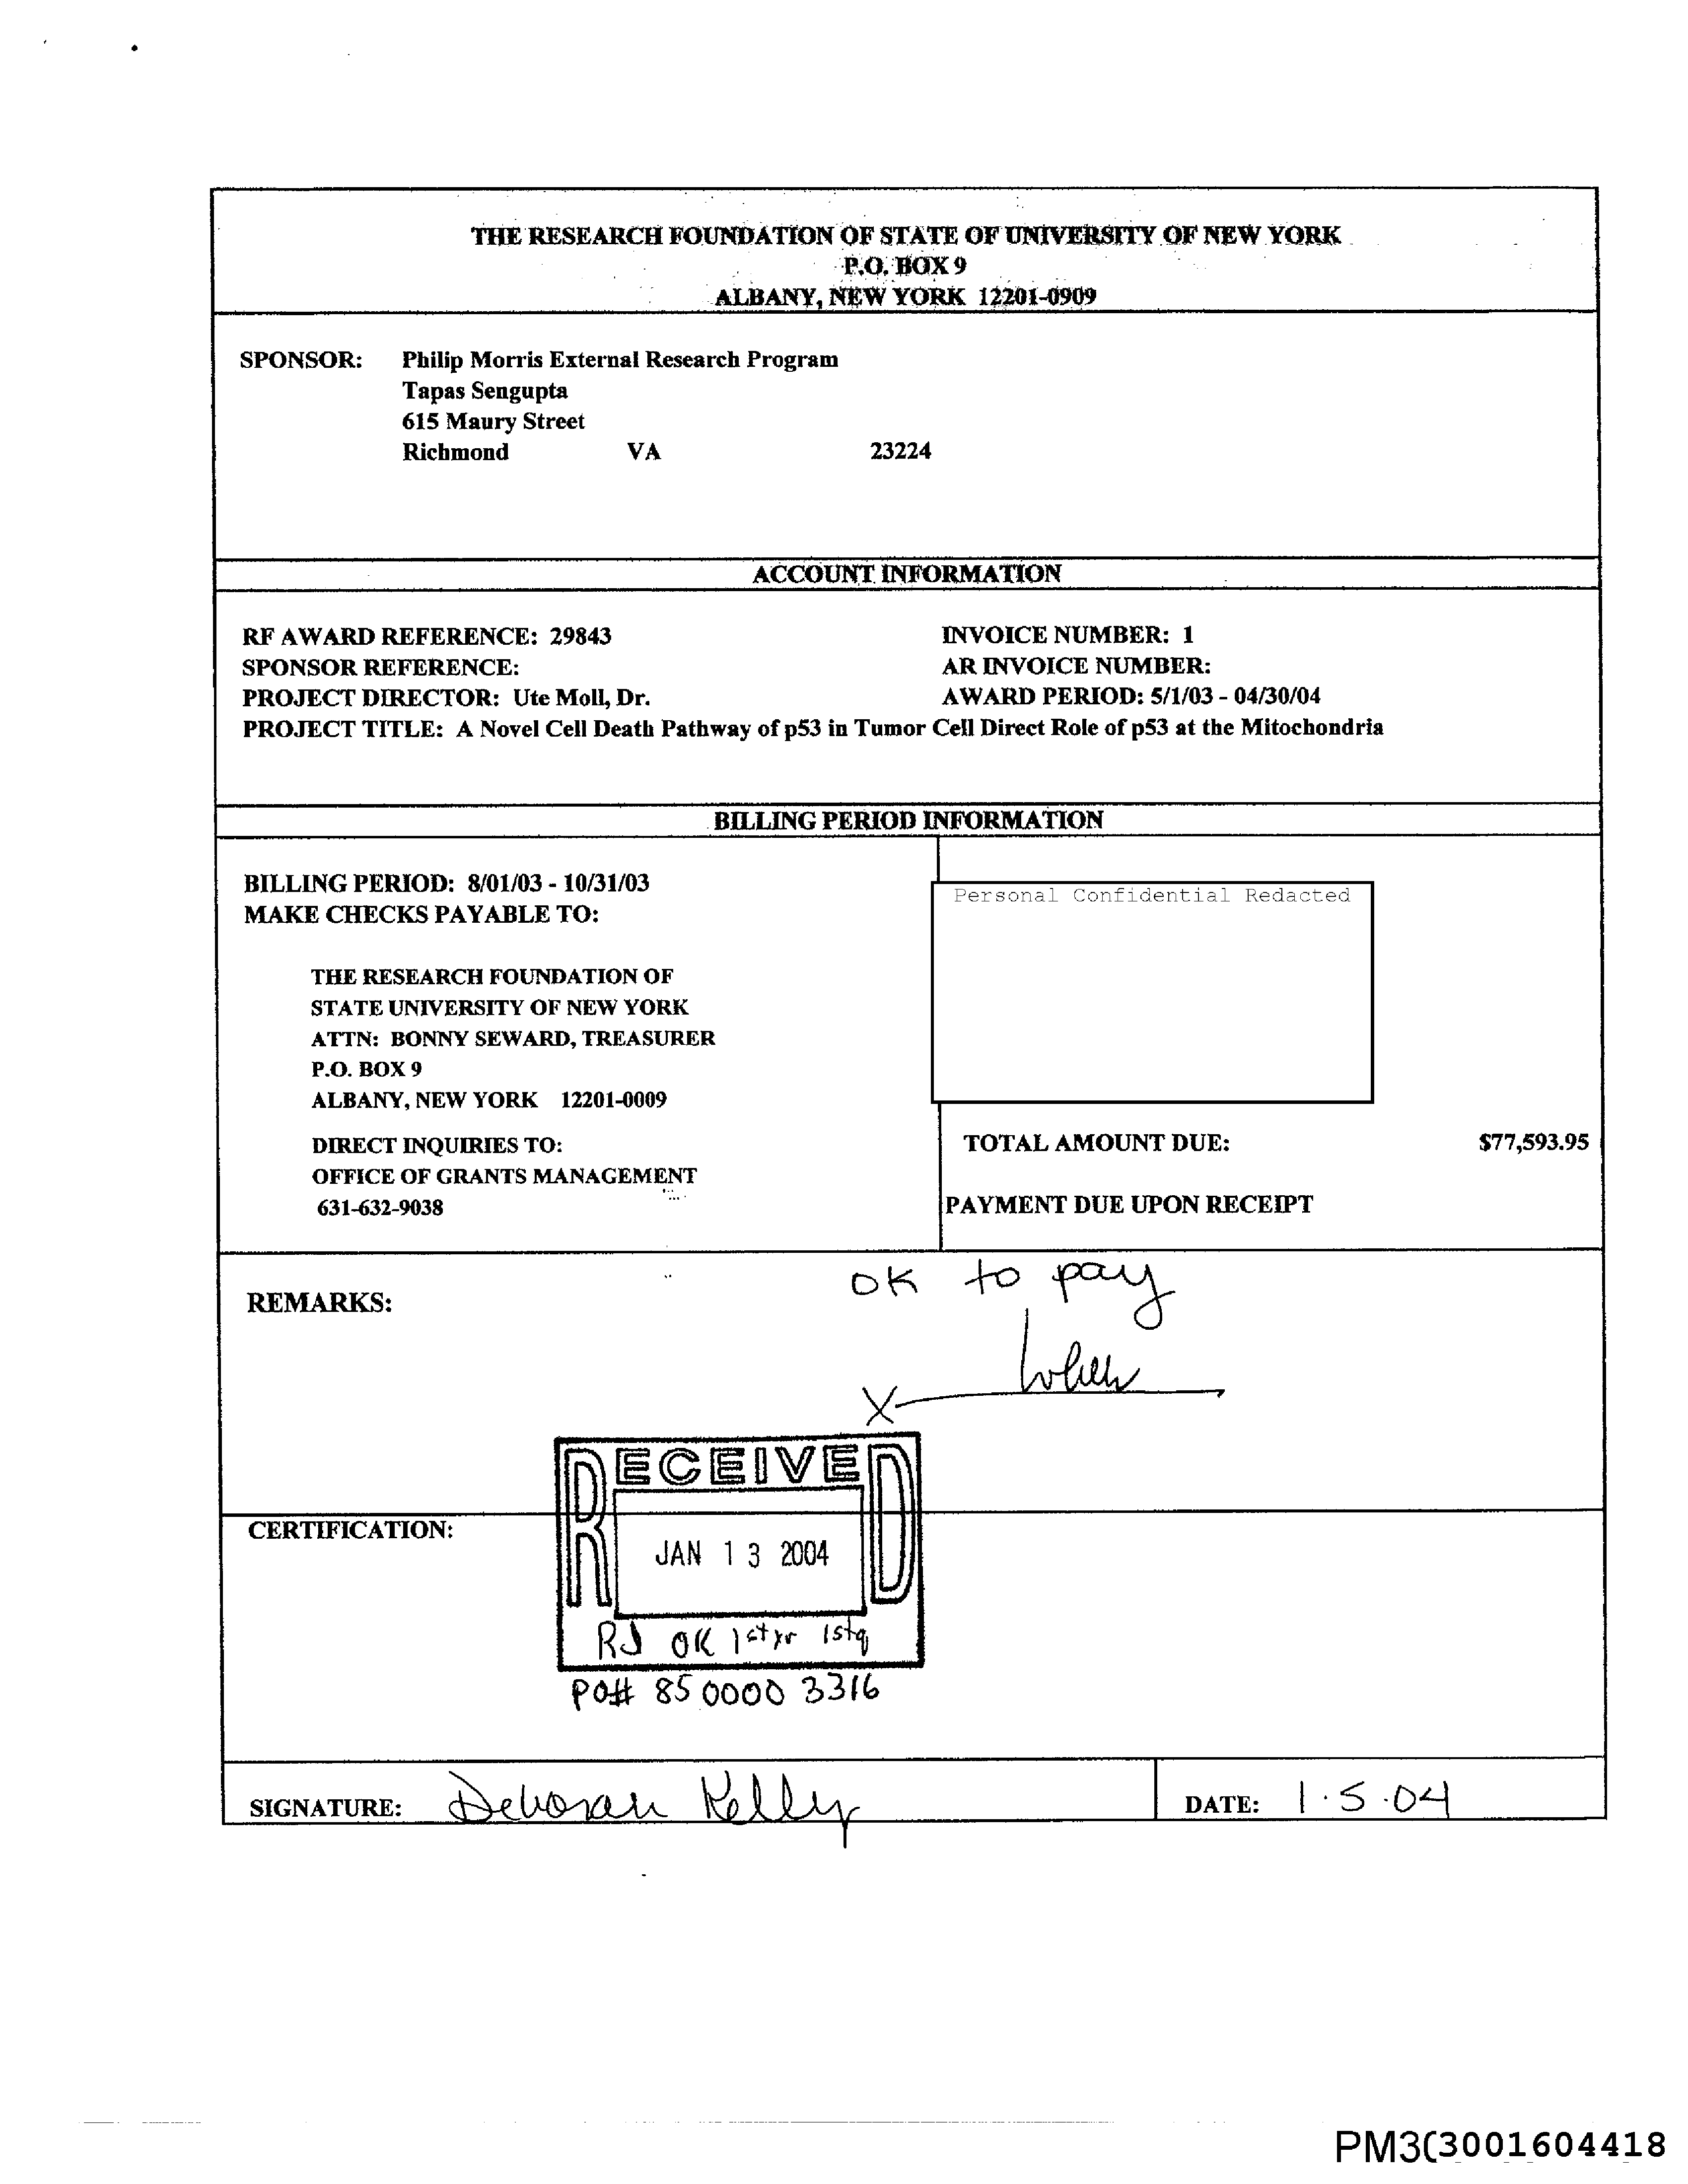 THE RESEARCH FOUNDATION OF STATE OF UNIVERSITY OF NEW YORK
P.O. BOX 9
ALBANY, NEW YORK 12201-0909
SPONSOR: Philip Morris External Research Program
Tapas Sengupta
615 Maury Street
Richmond VA 23224
ACCOUNT INFORMATION
RF AWARD REFERENCE: 29843 INVOICE NUMBER: 1
SPONSOR REFERENCE: AR INVOICE NUMBER:
PROJECT DIRECTOR: Ute Moll, Dr. AWARD PERIOD: 5/1/03 - 04/30/04
PROJECT TITLE: A Novel Cell Death Pathway of p53 in Tumor Cell Direct Role of p53 at the Mitochondria
BILLING PERIOD INFORMATION
BILLING PERIOD: 8/01/03 - 10/31/03
MAKE CHECKS PAYABLE TO:
THE RESEARCH FOUNDATION OF
STATE UNIVERSITY OF NEW YORK
ATTN: BONNY SEWARD, TREASURER
P.O. BOX 9
ALBANY, NEW YORK 12201-0009
DIRECT INQUIRIES TO:
OFFICE OF GRANTS MANAGEMENT
631-632-9038
Personal Confidential Redacted
TOTAL AMOUNT DUE: $77,593.95
PAYMENT DUE UPON RECEIPT
REMARKS:
OK to pay
X
RECEIVED
CERTIFICATION:
JAN 13 2004
RJ OK 1st yr 1stq
PO# 85 0000 3316
SIGNATURE: Deborah Kelly DATE: 1.5.04
PM3(3001604418